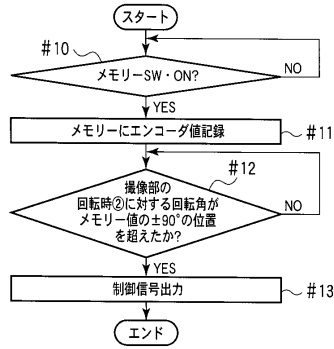 スタート
#10
メモリーSW・ON?
NO
YES
メモリーにエンコーダ値記録
#11
#12
撮像部の
回転時②に対する回転角が
メモリー値の±90°の位置
を超えたか?
NO
YES
制御信号出力
#13
エンド